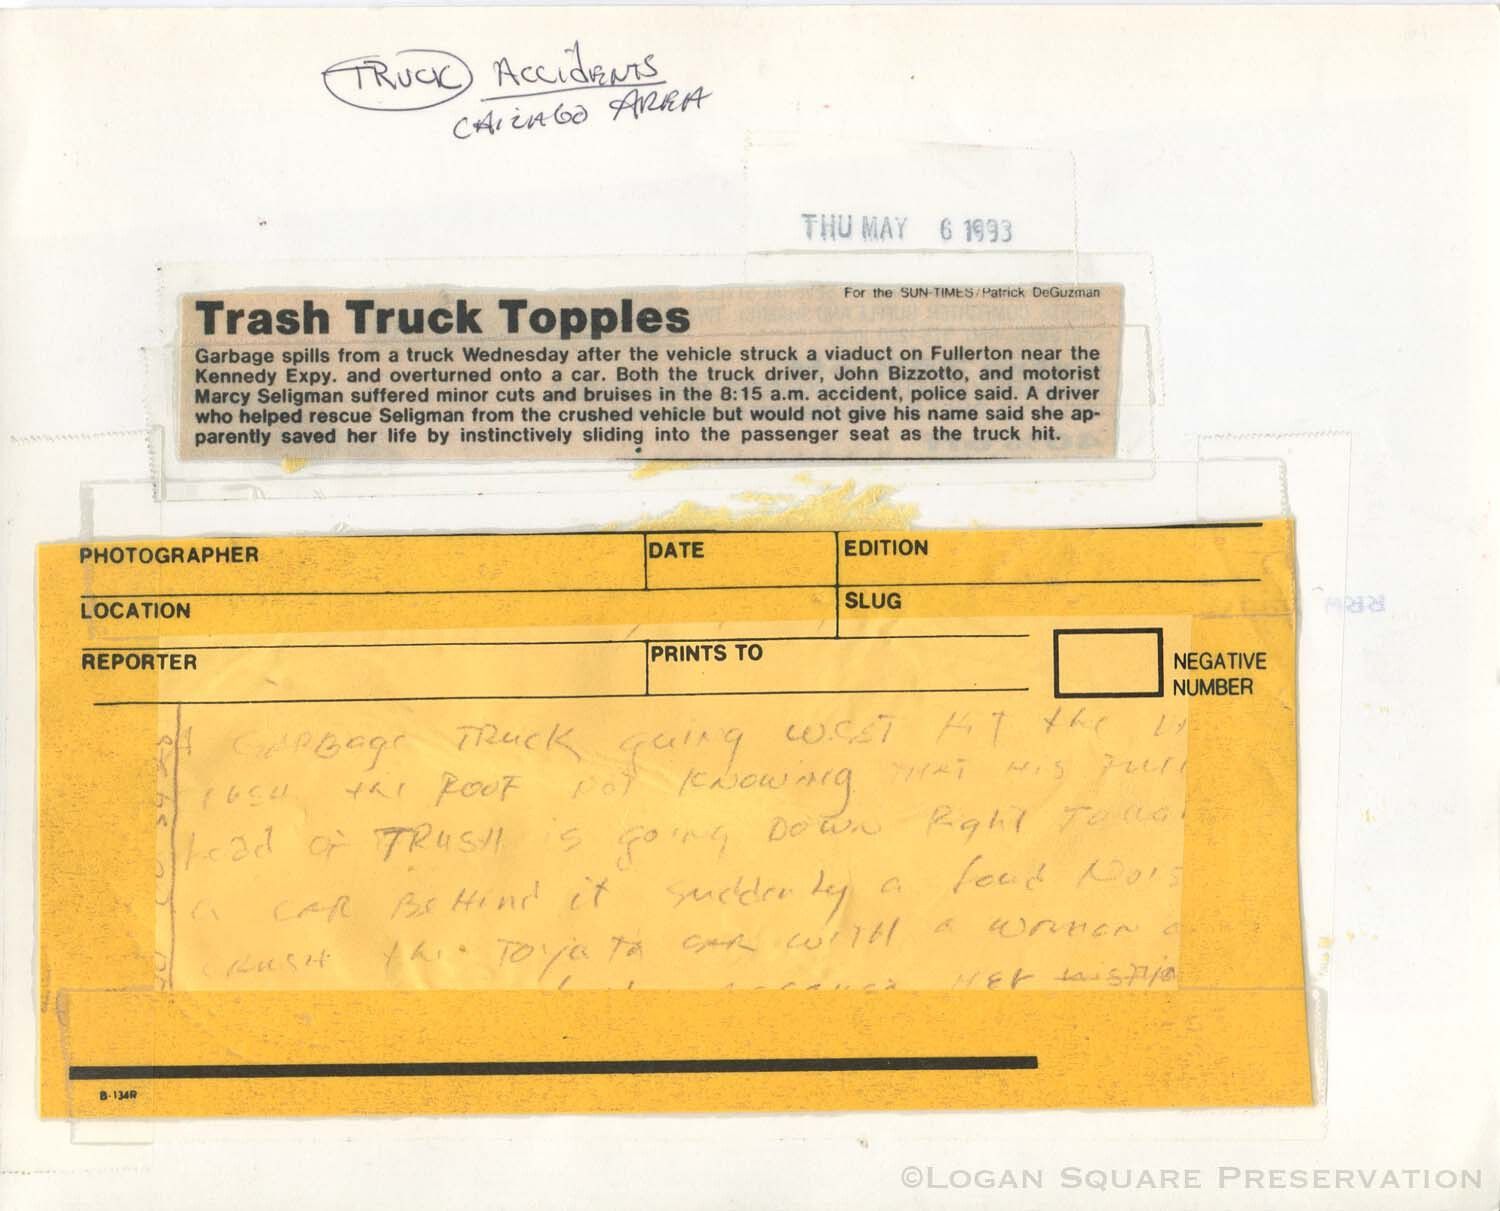 TRUCK ACCIdENTS
CHICAGO AREA
THU MAY 6 1993
For the SUN-TIMES/Patrick DeGuzman
Trash Truck Topples
Garbage spills from a truck Wednesday after the vehicle struck a viaduct on Fullerton near the
Kennedy Expy. and overturned onto a car. Both the truck driver, John Bizzotto, and motorist
Marcy Seligman suffered minor cuts and bruises in the 8:15 a.m. accident, police said. A driver
who helped rescue Seligman from the crushed vehicle but would not give his name said she ap-
parently saved her life by instinctively sliding into the passenger seat as the truck hit.
PHOTOGRAPHER DATE EDITION
LOCATION SLUG
REPORTER PRINTS TO
NEGATIVE
NUMBER
A GARBage TRuck going WEST HiT the
the ROOF Not KNOWING THAT His Full
load OF TRASH is going DOWN Right
a CAR BeHind it suddenly a loud
CRUSH the TOYOTA CAR WITH a WOMAN
HER
B-134R
©LOGAN SQUARE PRESERVATION